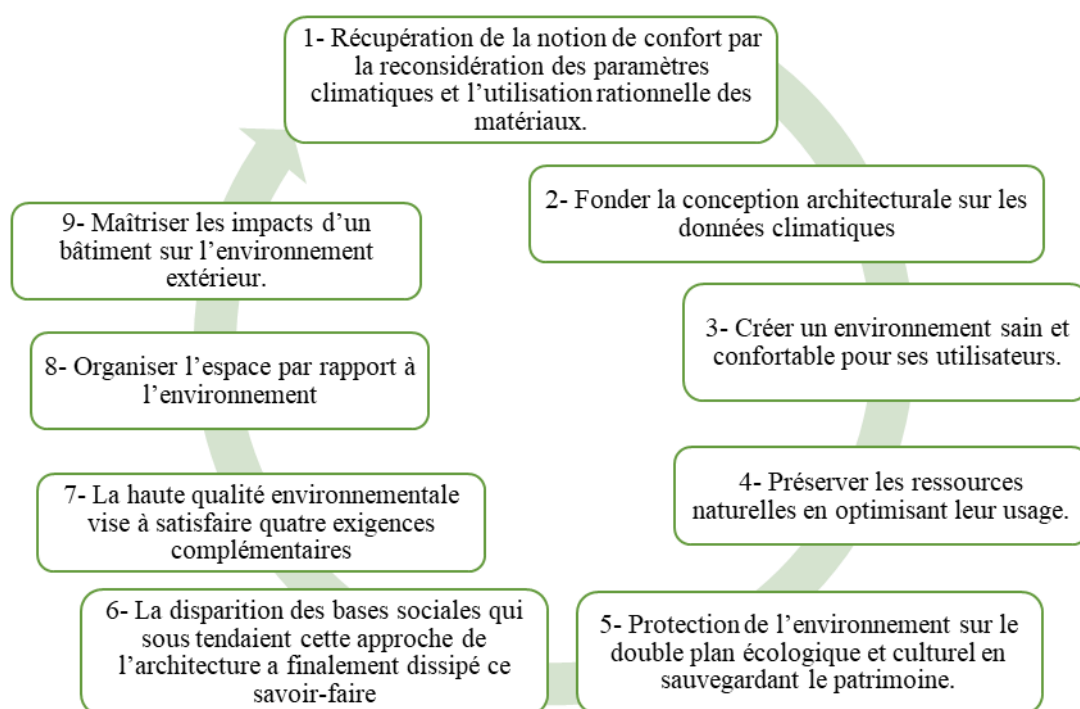 1- Récupération de la notion de confort par
la reconsidération des paramètres
climatiques et l’utilisation rationnelle des
matériaux.
2- Fonder la conception architecturale sur les
données climatiques
3- Créer un environnement sain et
confortable pour ses utilisateurs.
4- Préserver les ressources
naturelles en optimisant leur usage.
5- Protection de l’environnement sur le
double plan écologique et culturel en
sauvegardant le patrimoine.
6- La disparition des bases sociales qui
sous tendaient cette approche de
l’architecture a finalement dissipé ce
savoir-faire
7- La haute qualité environnementale
vise à satisfaire quatre exigences
complémentaires
8- Organiser l’espace par rapport à
l’environnement
9- Maîtriser les impacts d’un
bâtiment sur l’environnement
extérieur.